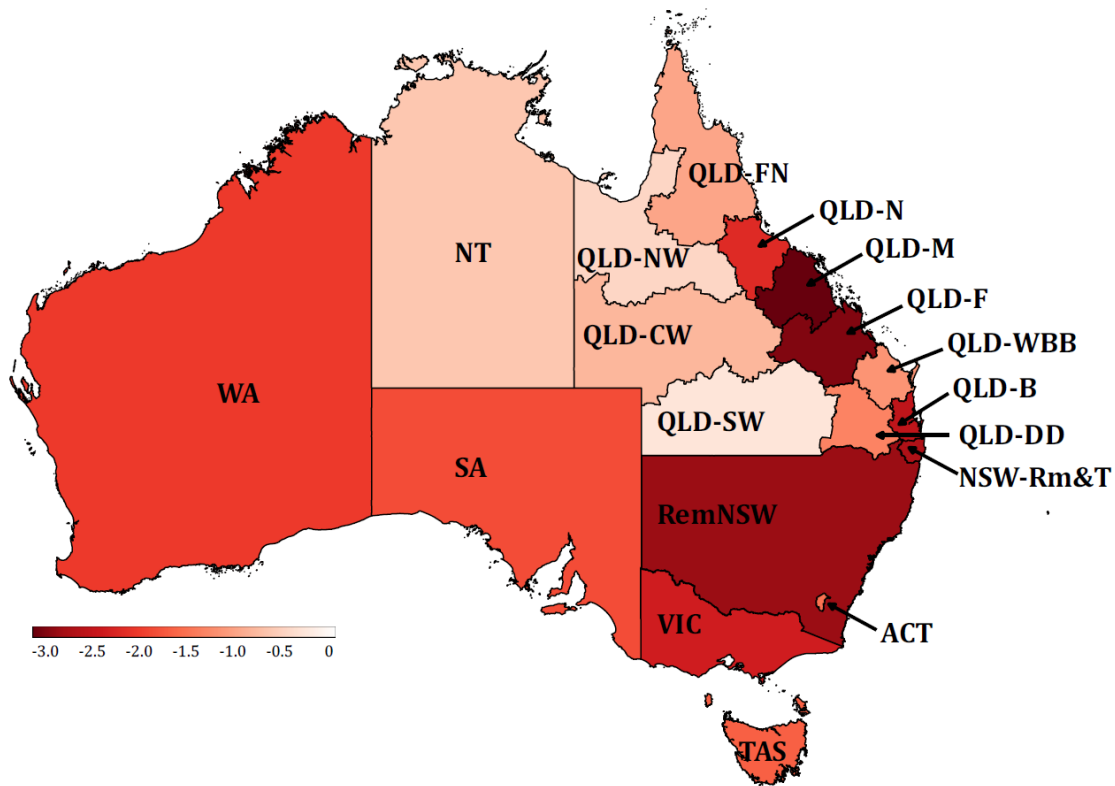 QLD-FN
QLD-N
NT
QLD-NW
QLD-M
QLD-F
QLD-CW
QLD-WBB
WA
QLD-B
QLD-SW
QLD-DD
SA
NSW-Rm&T
RemNSW
VIC
ACT
-3.0 -2.5 -2.0 -1.5 -1.0 -0.5 0
TAS